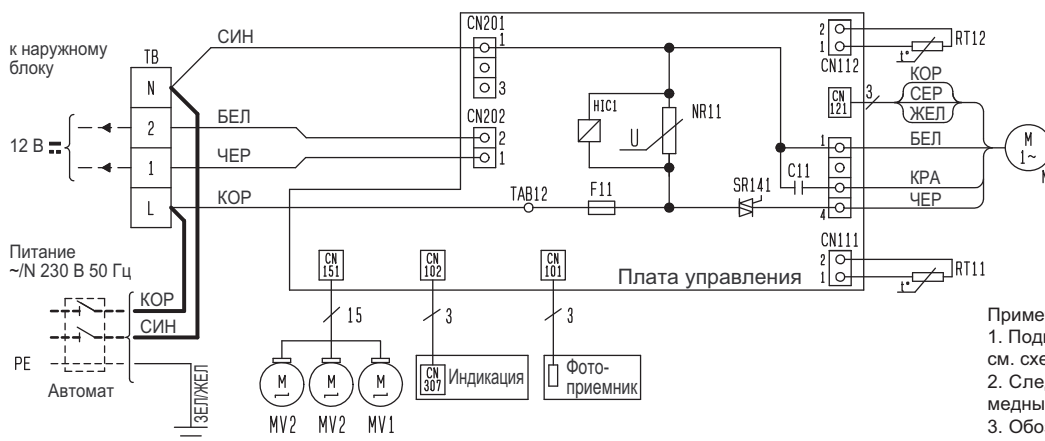 к наружному
блоку
TB
N
2
1
L
12 В
СИН
БЕЛ
ЧЕР
КОР
CN201
1
3
CN202
2
1
HIC1
U
NR11
TAB12
F11
SR141
C11
CN112
2
1
t°
RT12
CN
121
3
КОР
СЕР
ЖЕЛ
БЕЛ
КРА
ЧЕР
1
4
M
1~
CN111
2
1
t°
RT11
Плата управления
Питание
~/N 230 В 50 Гц
КОР
СИН
PE
ЗЕЛ/ЖЕЛ
Автомат
CN
151
15
M
M
M
MV2
MV2
MV1
CN
102
3
CN
307
Индикация
CN
101
3
Фото-
приемник
Приме
1. Подк
см. схе
2. След
медны
3. Обо